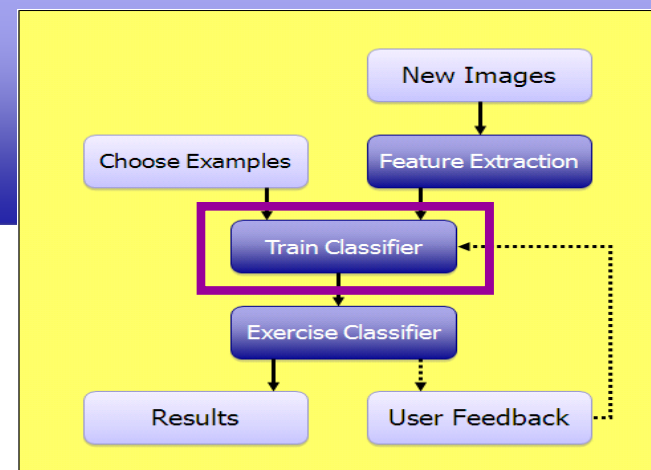 New Images
Choose Examples
Feature Extraction
Train Classifier
Exercise Classifier
Results
User Feedback